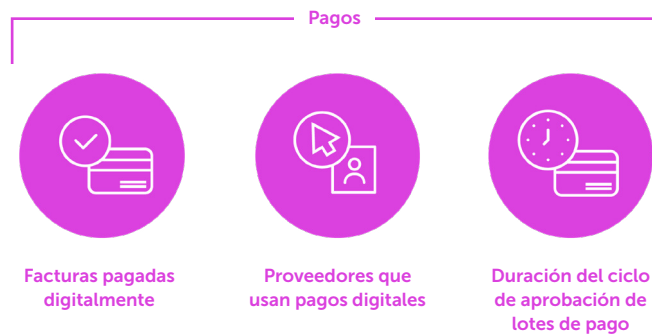 Pagos
Facturas pagadas
digitalmente
Proveedores que
usan pagos digitales
Duración del ciclo
de aprobación de
lotes de pago